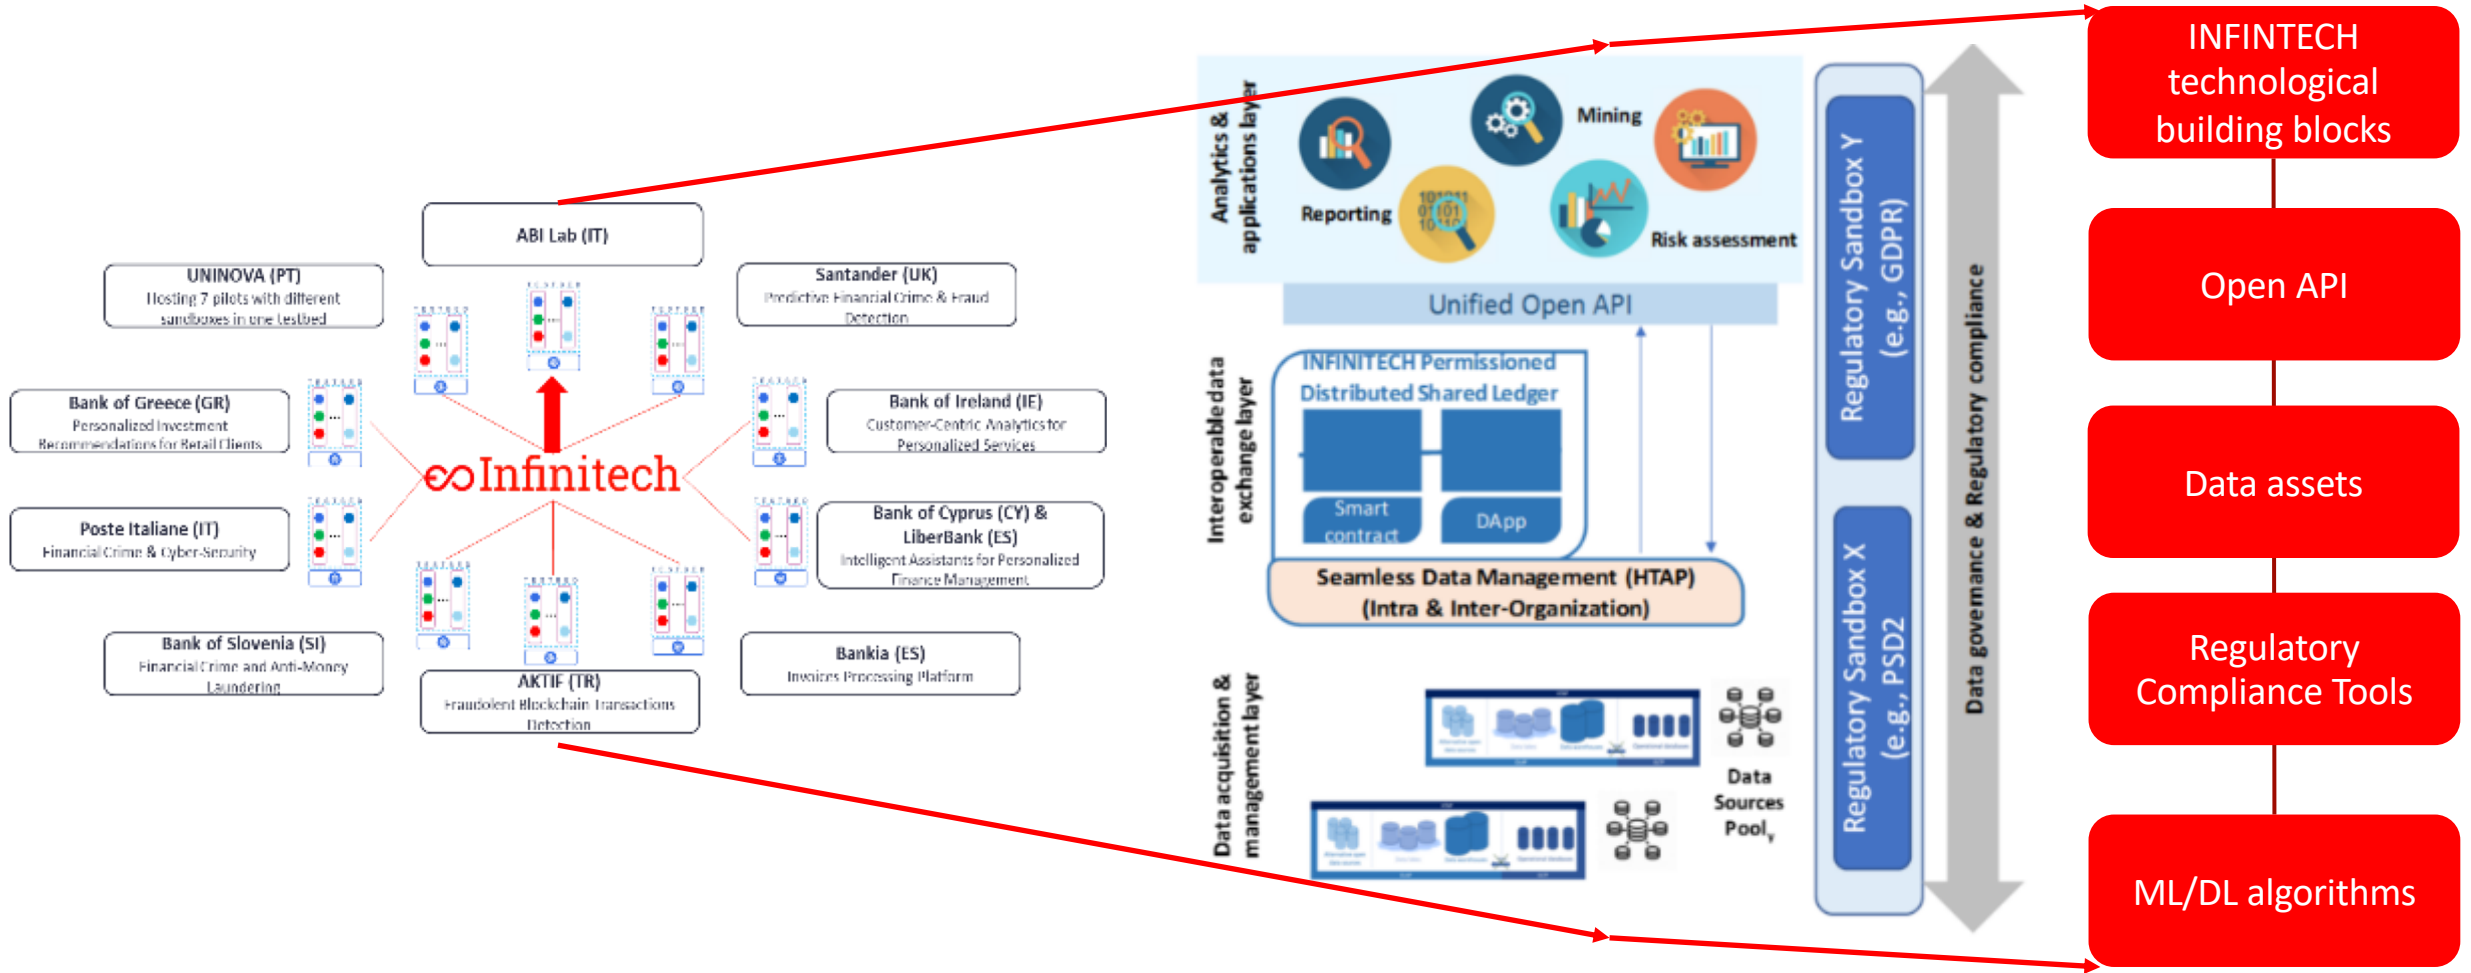 ABI Lab (IT)
UNINOVA (PT)
Hosting 7 pilots with different
sandboxes in one testbed
Santander (UK)
Predictive Financial Crime & Fraud
Detection
Bank of Greece (GR)
Personalized Investment
Recommendations for Retail Clients
Bank of Ireland (IE)
Customer-Centric Analytics for
Personalized Services
Infinitech
Poste Italiane (IT)
Financial Crime & Cyber-Security
Bank of Cyprus (CY) &
LiberBank (ES)
Intelligent Assistants for Personalized
Finance Management
Bank of Slovenia (SI)
Financial Crime and Anti-Money
Laundering
AKTIF (TR)
Fraudolent Blockchain Transactions
Detection
Bankia (ES)
Invoices Processing Platform
Analytics &
applications layer
Reporting
Mining
Risk assessment
101011
01101
10110
Unified Open API
Interoperable data
exchange layer
INFINITECH Permissioned
Distributed Shared Ledger
Smart
contract
DApp
Seamless Data Management (HTAP)
(Intra & Inter-Organization)
Data acquisition &
management layer
Data
Sources
Pool
Regulatory Sandbox Y
(e.g., GDPR)
Regulatory Sandbox X
(e.g., PSD2
Data governance & Regulatory compliance
INFINTECH
technological
building blocks
Open API
Data assets
Regulatory
Compliance Tools
ML/DL algorithms